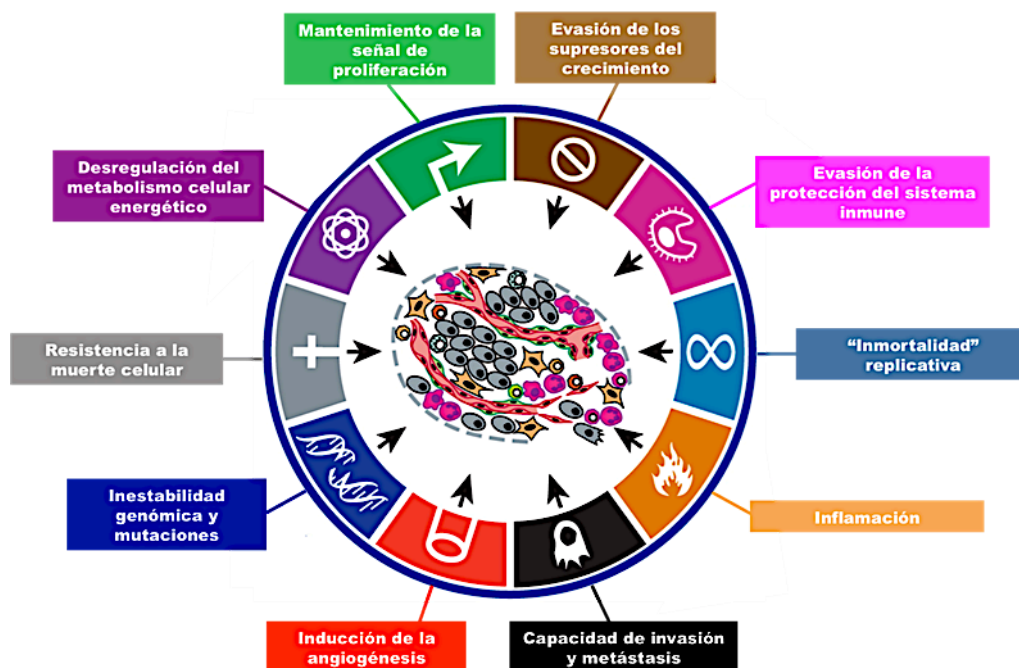 Mantenimiento de la
señal de
proliferación
Evasión de los
supresores del
crecimiento
Desregulación del
metabolismo celular
energético
Evasión de la
protección del sistema
inmune
Resistencia a la
muerte celular
“Inmortalidad”
replicativa
Inestabilidad
genómica y
mutaciones
Inflamación
Inducción de la
angiogénesis
Capacidad de invasión
y metástasis